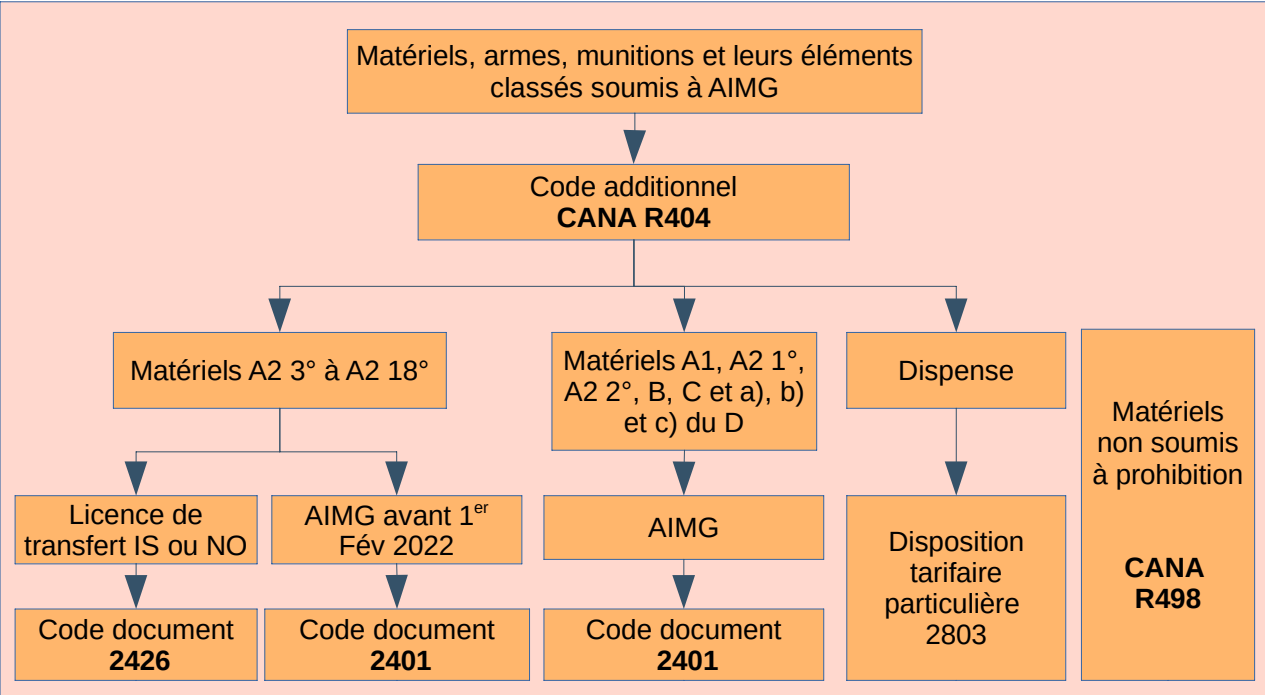 Matériels, armes, munitions et leurs éléments
classés soumis à AIMG
Code additionnel
CANA R404
Matériels A2 3° à A2 18°
Matériels A1, A2 1°,
A2 2°, B, C et a), b)
et c) du D
Dispense
Matériels
non soumis
à prohibition
CANA
R498
Licence de
transfert IS ou NO
AIMG avant 1er
Fév 2022
AIMG
Disposition
tarifaire
particulière
2803
Code document
2426
Code document
2401
Code document
2401